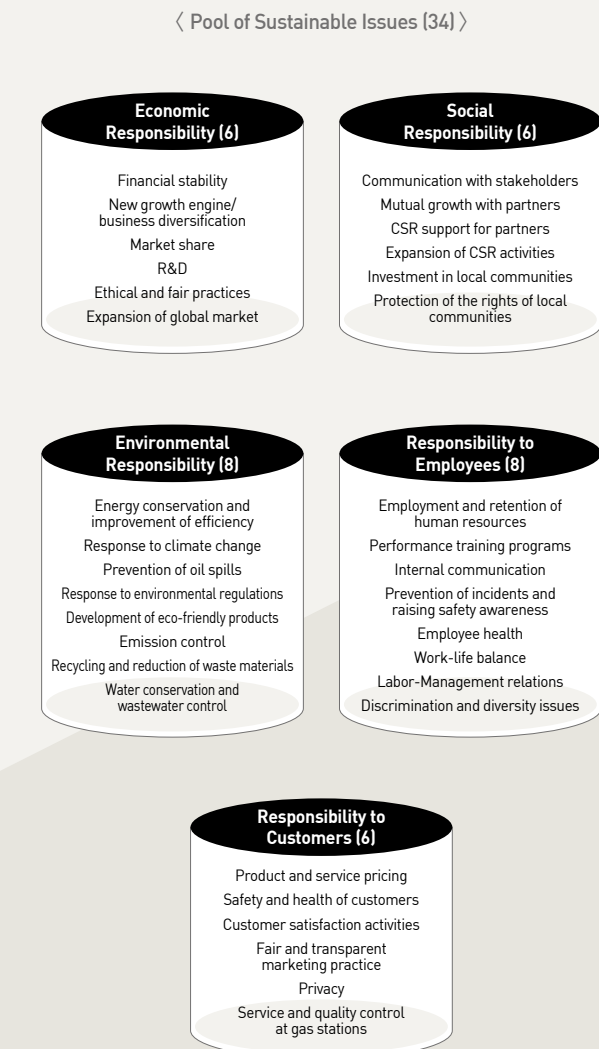 〈 Pool of Sustainable Issues (34) 〉
Economic
Responsibility (6)
Financial stability
New growth engine/
business diversification
Market share
R&D
Ethical and fair practices
Expansion of global market
Social
Responsibility (6)
Communication with stakeholders
Mutual growth with partners
CSR support for partners
Expansion of CSR activities
Investment in local communities
Protection of the rights of local
communities
Environmental
Responsibility (8)
Energy conservation and
improvement of efficiency
Response to climate change
Prevention of oil spills
Response to environmental regulations
Development of eco-friendly products
Emission control
Recycling and reduction of waste materials
Water conservation and
wastewater control
Responsibility to
Employees (8)
Employment and retention of
human resources
Performance training programs
Internal communication
Prevention of incidents and
raising safety awareness
Employee health
Work-life balance
Labor-Management relations
Discrimination and diversity issues
Responsibility to
Customers (6)
Product and service pricing
Safety and health of customers
Customer satisfaction activities
Fair and transparent
marketing practice
Privacy
Service and quality control
at gas stations